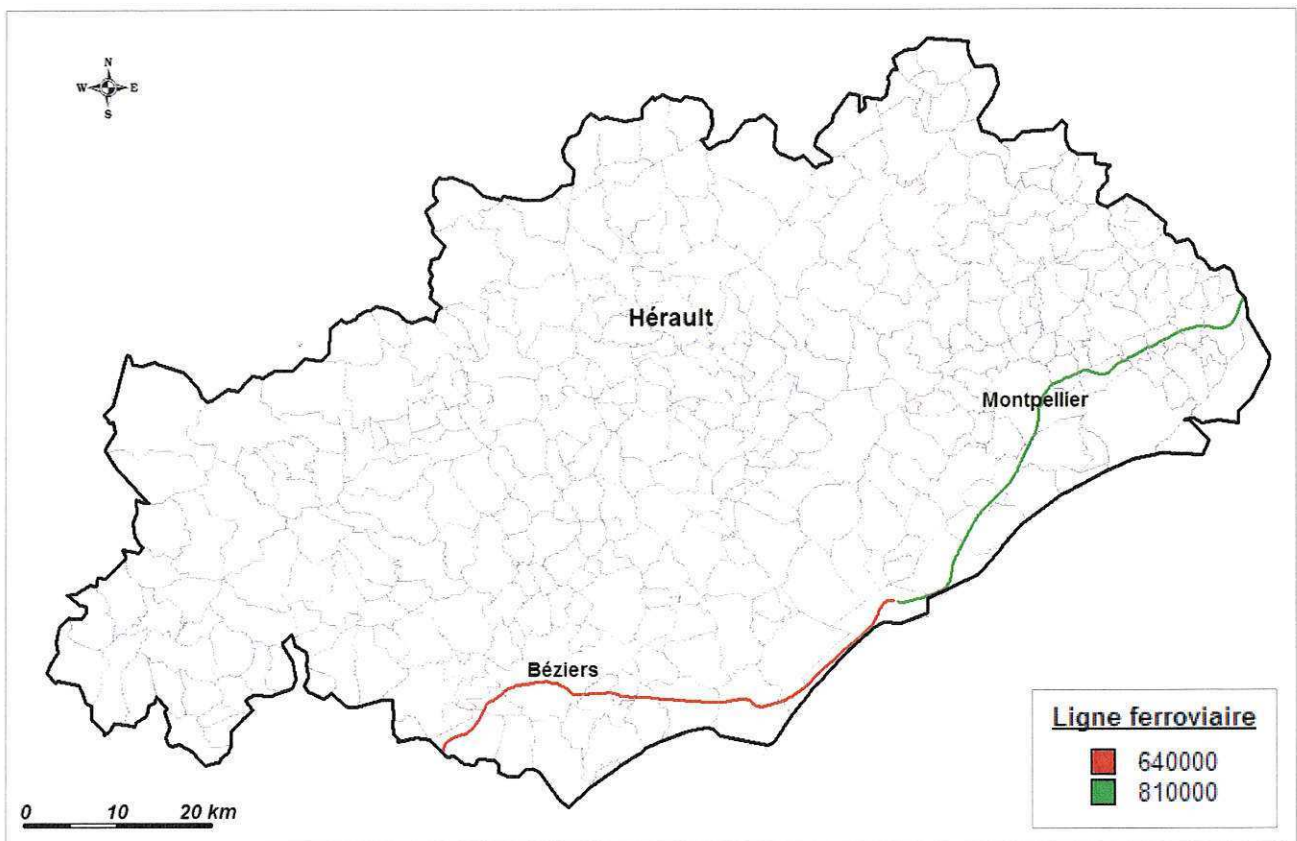 N
W E
S
Hérault
Montpellier
Béziers
Ligne ferroviaire
640000
810000
0 10 20 km